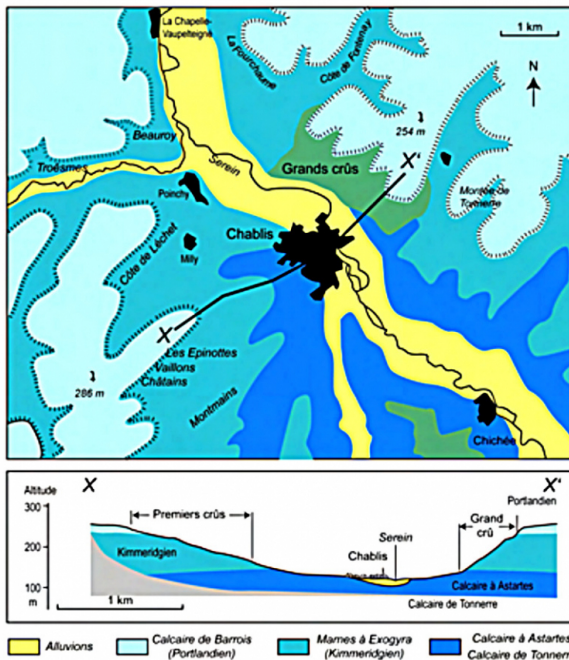 La Chapelle-
Vaupelteigne
La Fourchaume
Côte de Fontenay
1 km
N
254 m
Beauroy
Troësmes
Serein
Grands crûs
X'
Poinchy
Montée de
Tonnerre
Chablis
Côte de Léchet
Milly
X
Les Epinottes
Vaillons
Châtains
286 m
Montmains
Chichée
Altitude
X
X'
300
Portlandien
Premiers crûs
Grand
crû
Serein
200
Kimmeridgien
Chablis
100
Calcaire à Astartes
m
1 km
Calcaire de Tonnerre
Alluvions
Calcaire de Barrois
(Portlandien)
Marnes à Exogyra
(Kimmeridgien)
Calcaire à Astartes
Calcaire de Tonnerre